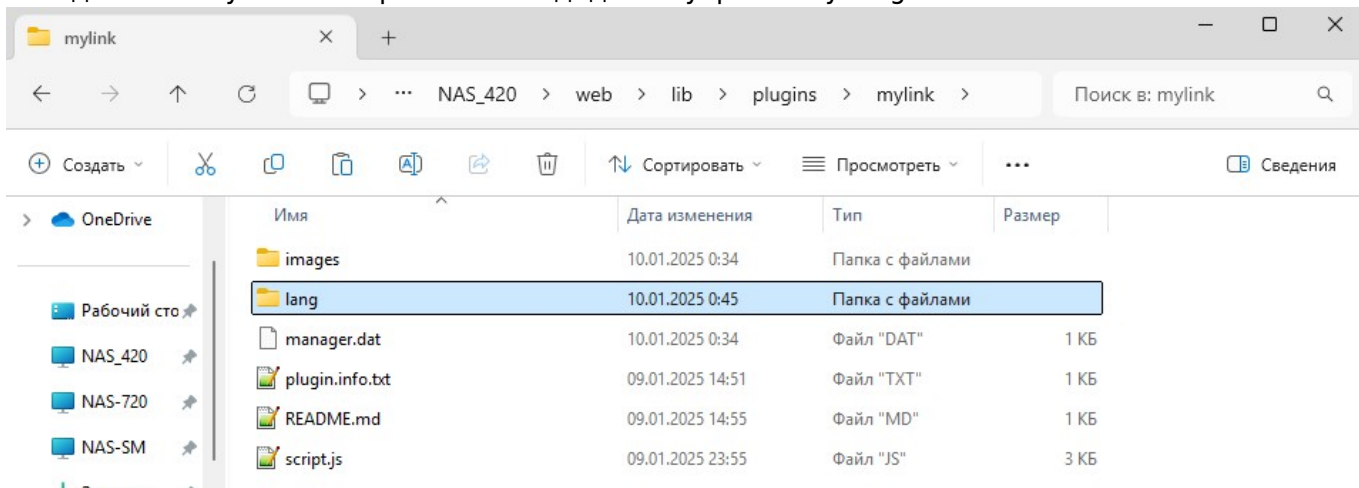 mylink
NAS_420 > web > lib > plugins > mylink >
Поиск в: mylink
Создать
Сортировать
Просмотреть
Сведения
OneDrive
Рабочий сто
NAS_420
NAS-720
NAS-SM
Имя Дата изменения Тип Размер
images 10.01.2025 0:34 Папка с файлами
lang 10.01.2025 0:45 Папка с файлами
manager.dat 10.01.2025 0:34 Файл "DAT" 1 КБ
plugin.info.txt 09.01.2025 14:51 Файл "TXT" 1 КБ
README.md 09.01.2025 14:55 Файл "MD" 1 КБ
script.js 09.01.2025 23:55 Файл "JS" 3 КБ